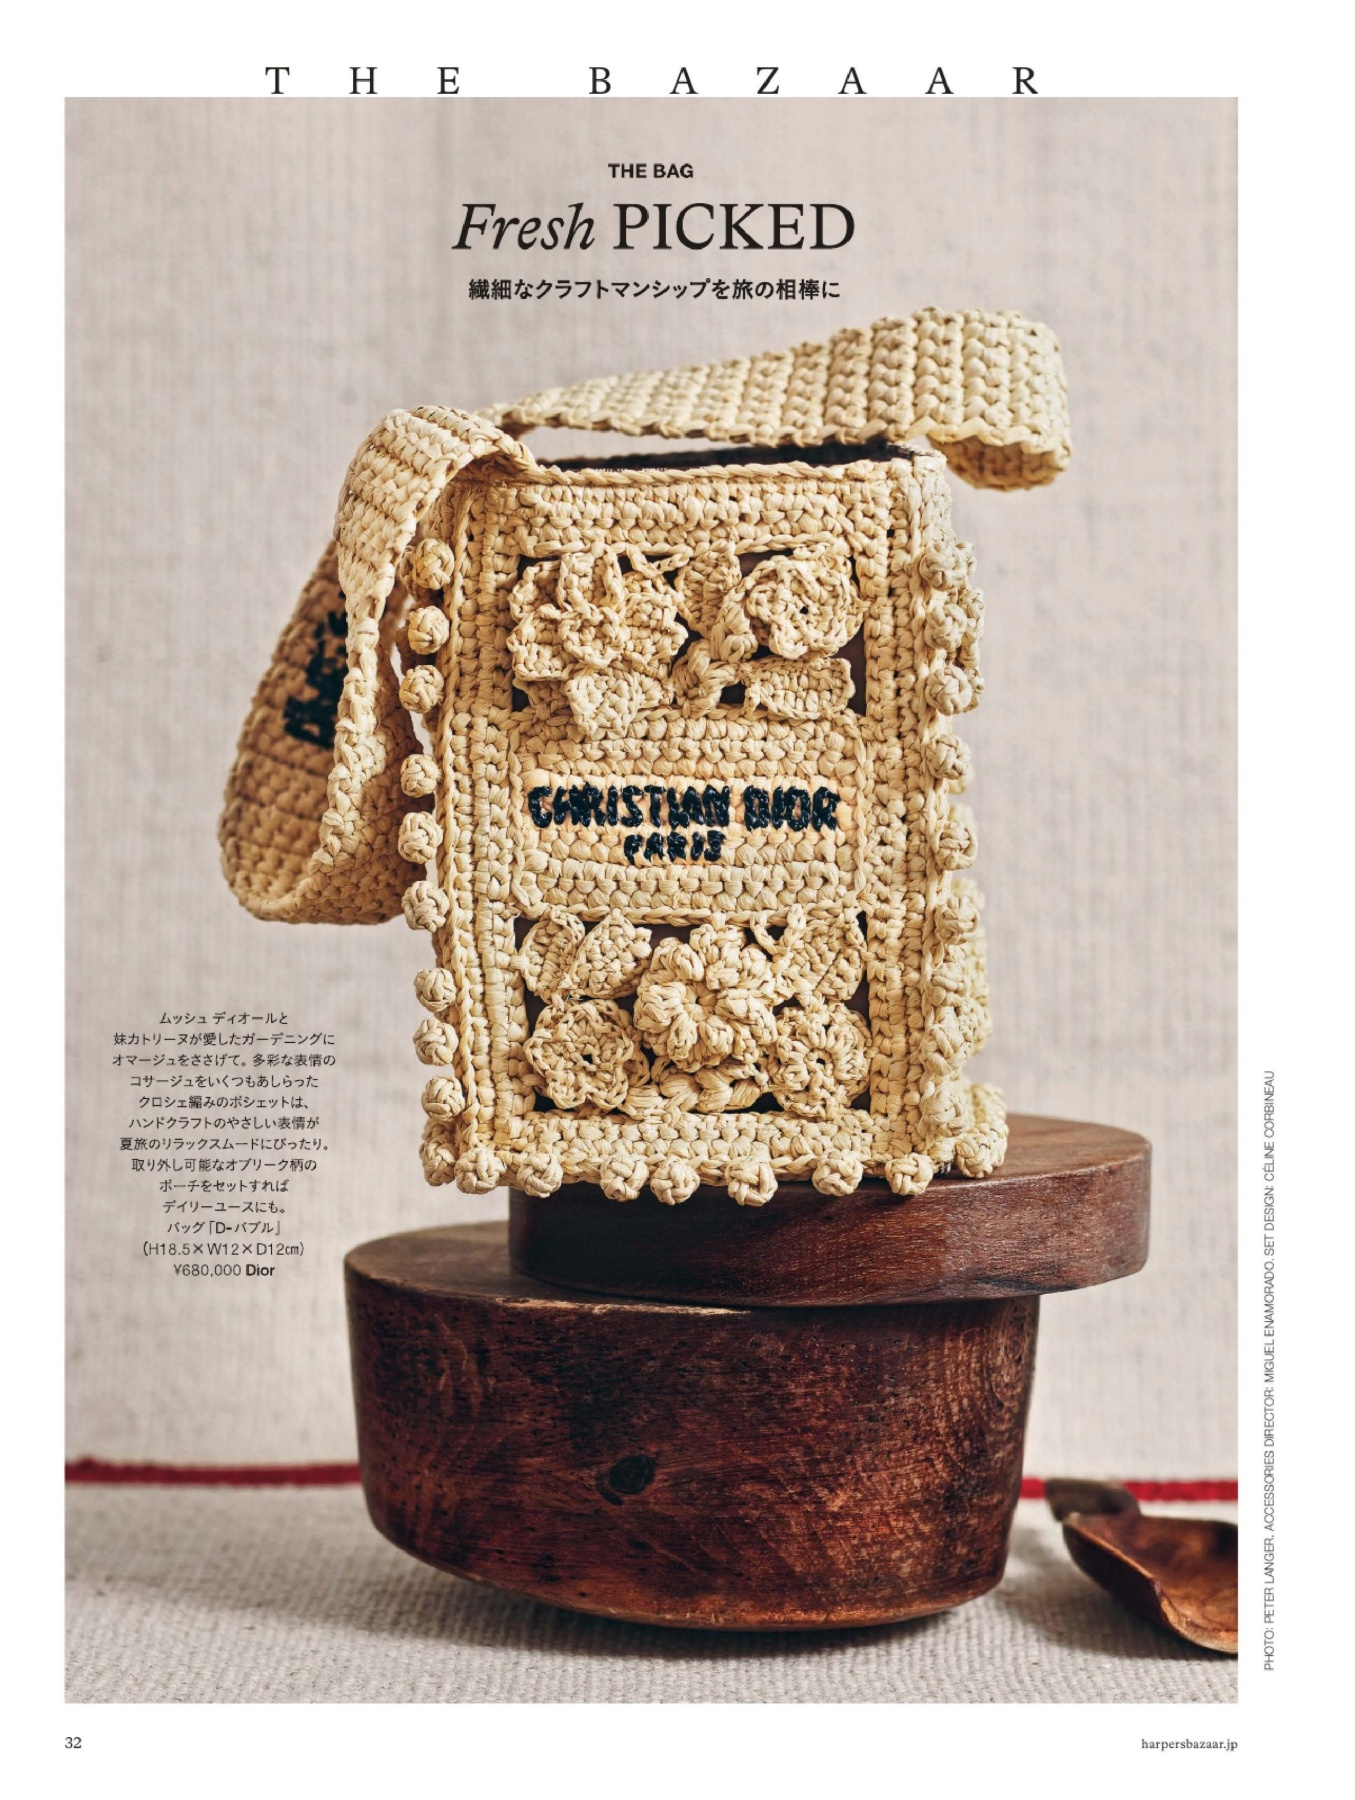 THE BAZAAR
THE BAG
Fresh PICKED
繊細なクラフトマンシップを旅の相棒に
CHRISTIAN DIOR
PARIS
ムッシュ ディオールと
妹カトリーヌが愛したガーデニングに
オマージュをささげて。多彩な表情の
コサージュをいくつもあしらった
クロシェ編みのポシェットは、
ハンドクラフトのやさしい表情が
夏旅のリラックスムードにぴったり。
取り外し可能なオブリーク柄の
ポーチをセットすれば
デイリーユースにも。
バッグ「D-バブル」
（H18.5×W12×D12㎝）
¥680,000 Dior
PHOTO: PETER LANGER. ACCESSORIES DIRECTOR: MIGUEL ENAMORADO. SET DESIGN: CÉLINE CORBINEAU
32
harpersbazaar.jp